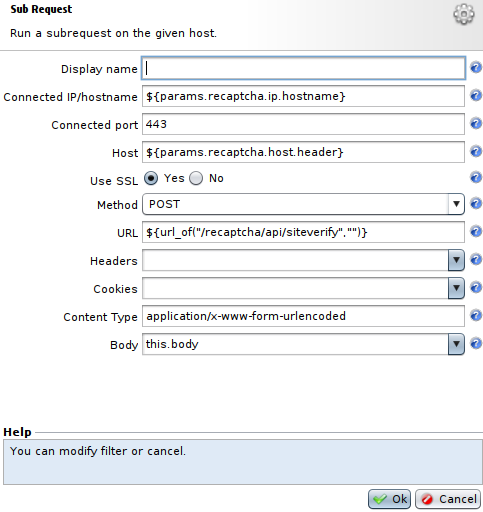 Sub Request
Run a subrequest on the given host.
Display name
Connected IP/hostname ${params.recaptcha.ip.hostname}
Connected port 443
Host ${params.recaptcha.host.header}
Use SSL Yes No
Method POST
URL ${url_of("/recaptcha/api/siteverify","")}
Headers
Cookies
Content Type application/x-www-form-urlencoded
Body this.body
Help
You can modify filter or cancel.
Ok Cancel